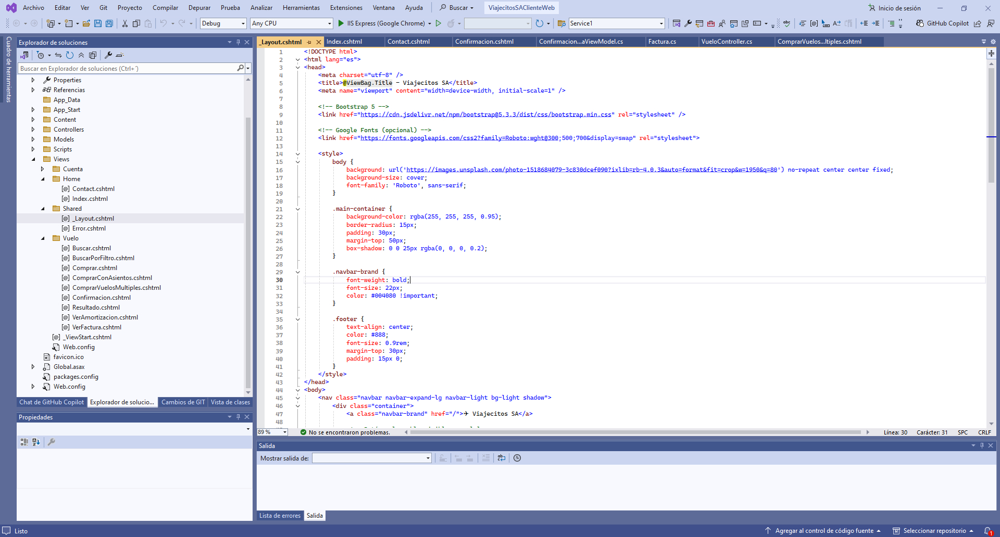 Archivo Editar Ver Git Proyecto Compilar Depurar Prueba Analizar Herramientas Extensiones Ventana Ayuda Buscar ViajecitosSAClienteWeb Inicio de sesión
Debug Any CPU IIS Express (Google Chrome) Service1 GitHub Copilot
Cuadro de herramientas
Explorador de soluciones
Buscar en Explorador de soluciones (Ctrl+´)
Properties
Referencias
App_Data
App_Start
Content
Controllers
Models
Scripts
Views
Cuenta
Home
Contact.cshtml
Index.cshtml
Shared
_Layout.cshtml
Error.cshtml
Vuelo
Buscar.cshtml
BuscarPorFiltro.cshtml
Comprar.cshtml
ComprarConAsientos.cshtml
ComprarVuelosMultiples.cshtml
Confirmacion.cshtml
Resultado.cshtml
VerAmortizacion.cshtml
VerFactura.cshtml
_ViewStart.cshtml
Web.config
favicon.ico
Global.asax
packages.config
Web.config
Chat de GitHub Copilot Explorador de solucio... Cambios de GIT Vista de clases
Propiedades
_Layout.cshtml Index.cshtml Contact.cshtml Confirmacion.cshtml Confirmacion...aViewModel.cs Factura.cs VueloController.cs ComprarVuelos...ltiples.cshtml
1 <!DOCTYPE html>
2 <html lang="es">
3 <head>
4 <meta charset="utf-8" />
5 <title>@ViewBag.Title - Viajecitos SA</title>
6 <meta name="viewport" content="width=device-width, initial-scale=1" />
7
8 <!-- Bootstrap 5 -->
9 <link href="https://cdn.jsdelivr.net/npm/bootstrap@5.3.3/dist/css/bootstrap.min.css" rel="stylesheet" />
10
11 <!-- Google Fonts (opcional) -->
12 <link href="https://fonts.googleapis.com/css2?family=Roboto:wght@300;500;700&display=swap" rel="stylesheet">
13
14 <style>
15 body {
16 background: url('https://images.unsplash.com/photo-1518684079-3c830dcef090?ixlib=rb-4.0.3&auto=format&fit=crop&w=1950&q=80') no-repeat center center fixed;
17 background-size: cover;
18 font-family: 'Roboto', sans-serif;
19 }
20
21 .main-container {
22 background-color: rgba(255, 255, 255, 0.95);
23 border-radius: 15px;
24 padding: 30px;
25 margin-top: 50px;
26 box-shadow: 0 0 25px rgba(0, 0, 0, 0.2);
27 }
28
29 .navbar-brand {
30 font-weight: bold;
31 font-size: 22px;
32 color: #004080 !important;
33 }
34
35 .footer {
36 text-align: center;
37 color: #888;
38 font-size: 0.9rem;
39 margin-top: 30px;
40 padding: 15px 0;
41 }
42 </style>
43 </head>
44 <body>
45 <nav class="navbar navbar-expand-lg navbar-light bg-light shadow">
46 <div class="container">
47 <a class="navbar-brand" href="/">✈ Viajecitos SA</a>
48
89 % No se encontraron problemas. Línea: 30 Carácter: 31 SPC CRLF
Salida
Mostrar salida de:
Lista de errores Salida
Listo Agregar al control de código fuente Seleccionar repositorio 1